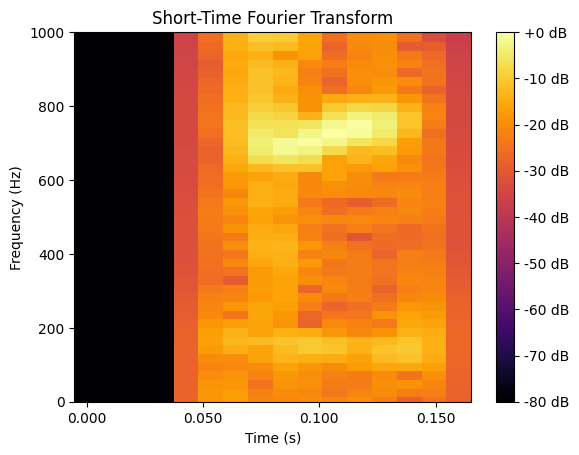 Short-Time Fourier Transform
1000
800
600
400
200
0
Frequency (Hz)
0.000
0.050
0.100
0.150
Time (s)
+0 dB
-10 dB
-20 dB
-30 dB
-40 dB
-50 dB
-60 dB
-70 dB
-80 dB